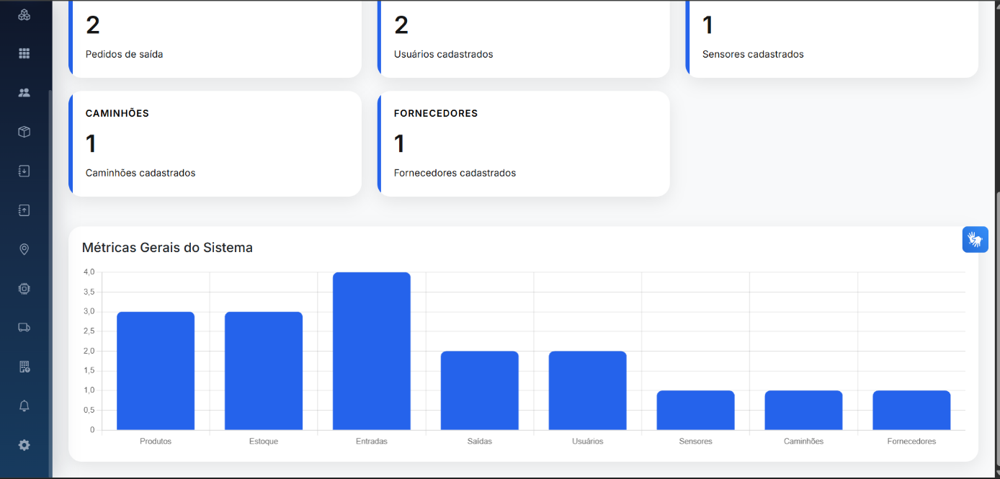 2
Pedidos de saída
2
Usuários cadastrados
1
Sensores cadastrados
CAMINHÕES
1
Caminhões cadastrados
FORNECEDORES
1
Fornecedores cadastrados
Métricas Gerais do Sistema
4,0
3,5
3,0
2,5
2,0
1,5
1,0
0,5
0
Produtos
Estoque
Entradas
Saídas
Usuários
Sensores
Caminhões
Fornecedores